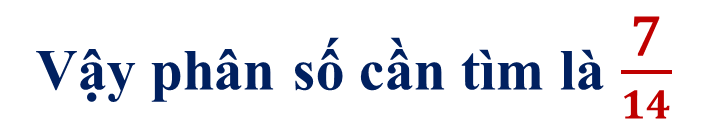 Vậy phân số cần tìm là 7/14